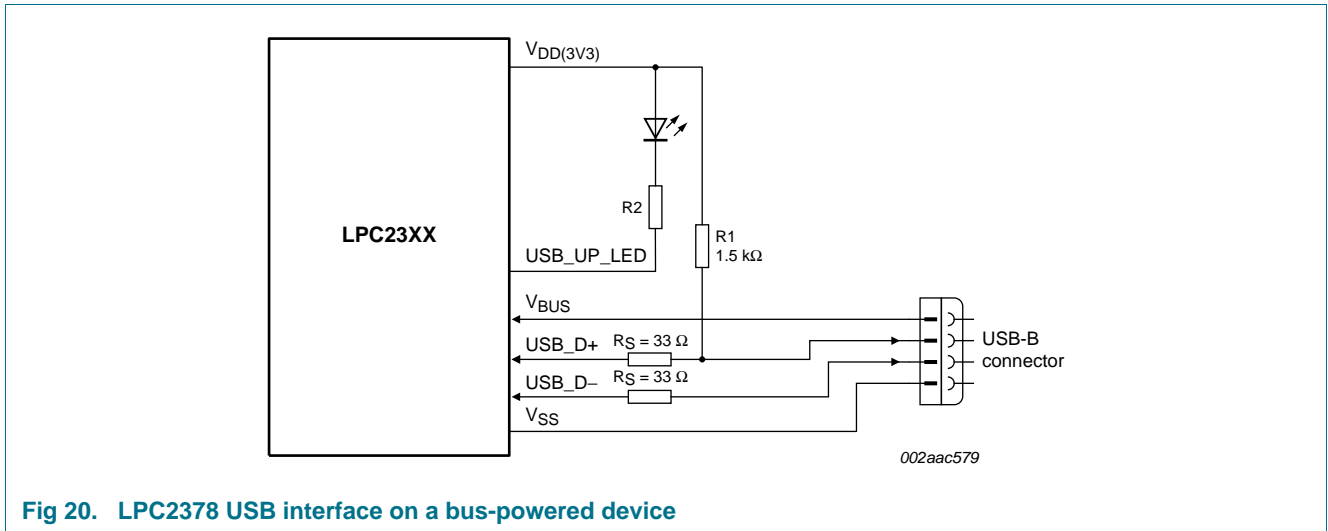 VDD(3V3)
R2
LPC23XX
R1
1.5 kΩ
USB_UP_LED
VBUS
USB_D+
RS = 33 Ω
USB-B
connector
USB_D−
RS = 33 Ω
VSS
002aac579
Fig 20. LPC2378 USB interface on a bus-powered device